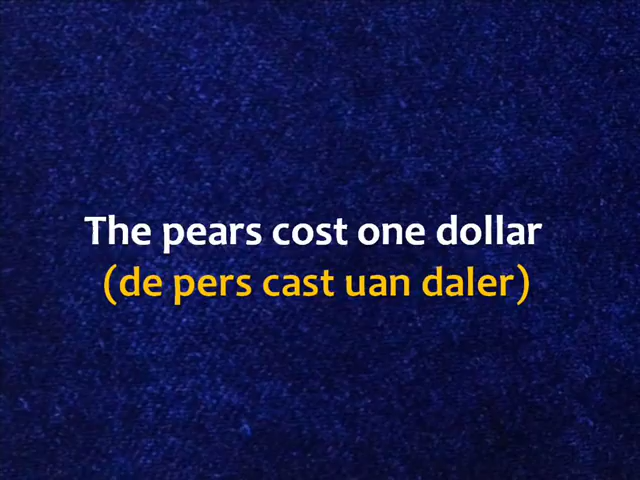 The pears cost one dollar
(de pers cast uan daler)